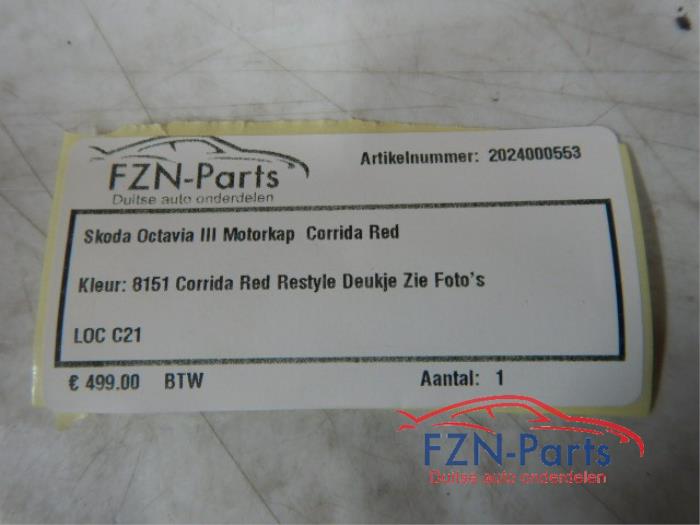 FZN-Parts
Duitse auto onderdelen
Artikelnummer: 2024000553
Skoda Octavia III Motorkap Corrida Red
Kleur: 8151 Corrida Red Restyle Deukje Zie Foto's
LOC C21
€ 499.00 BTW
Aantal: 1
FZN-Parts
Duitse auto onderdelen